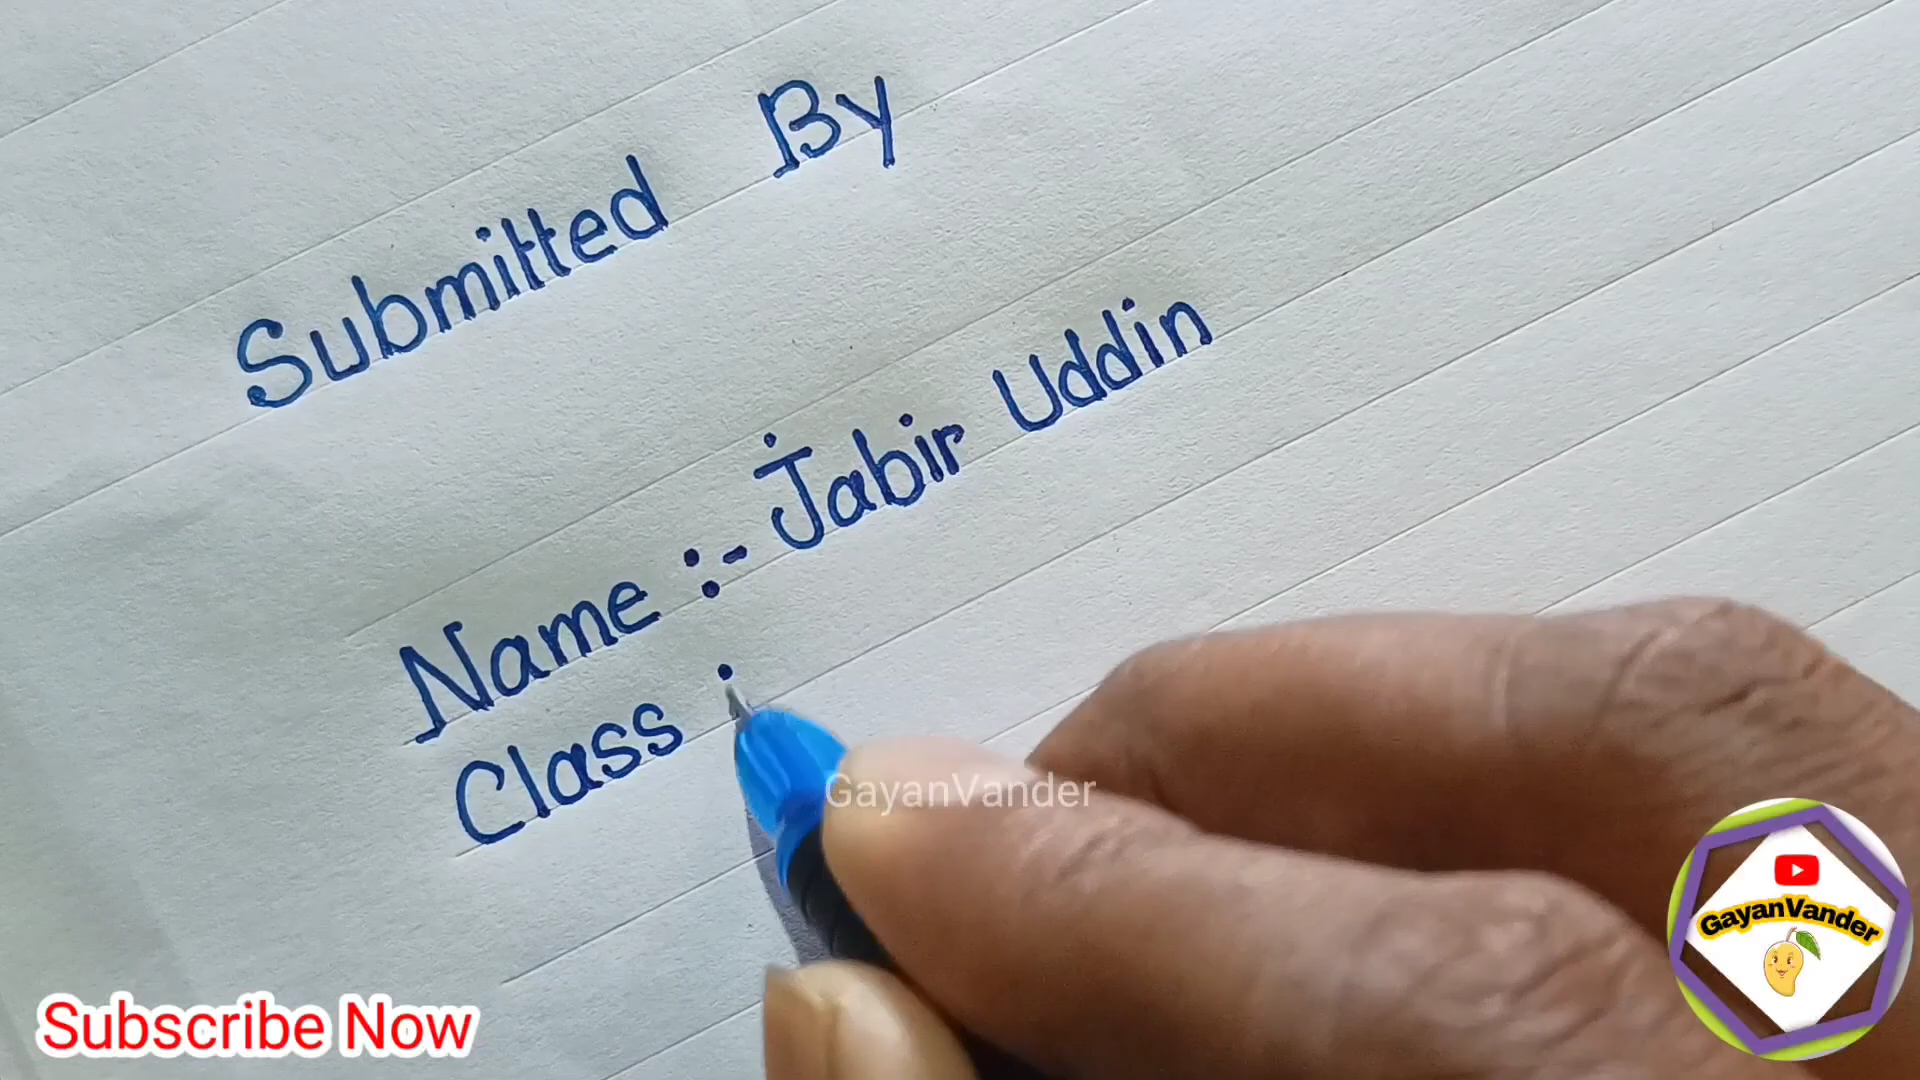 Submitted By
Name :- Jabir Uddin
Class :
GayanVander
GayanVander
Subscribe Now